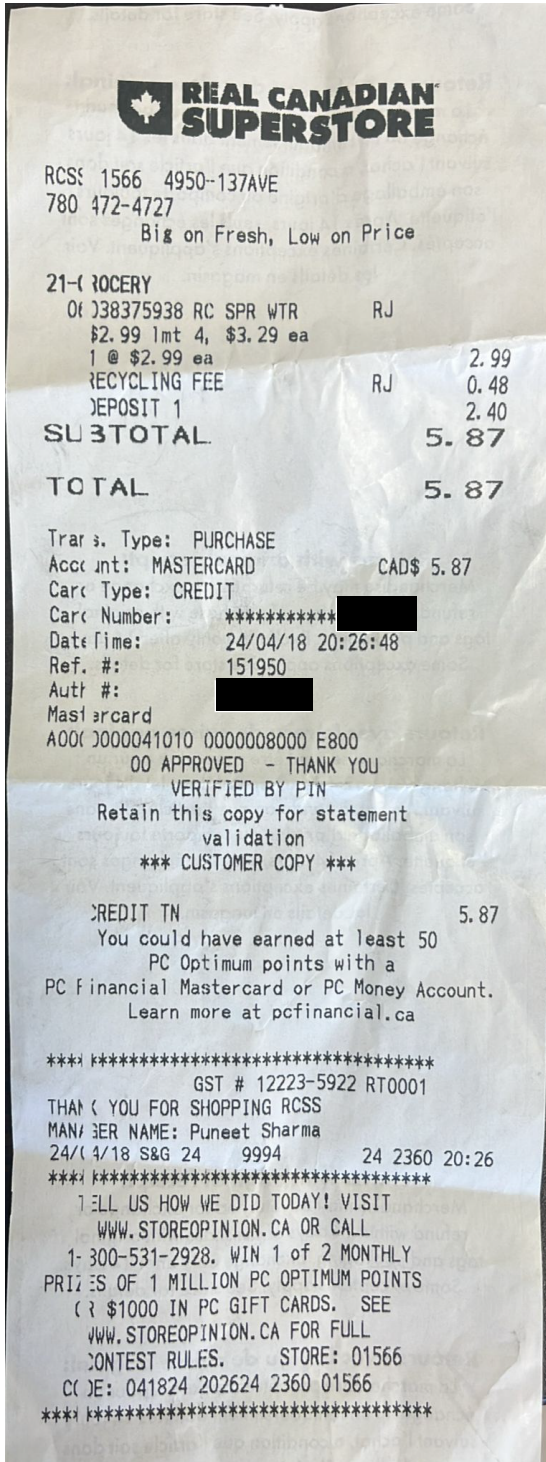 REAL CANADIAN
SUPERSTORE
RCSS 1566 4950-137AVE
780 472-4727
Big on Fresh, Low on Price
21-GROCERY
038375938 RC SPR WTR RJ
$2.99 lmt 4, $3.29 ea
1 @ $2.99 ea 2.99
RECYCLING FEE RJ 0.48
DEPOSIT 1 2.40
SUBTOTAL 5.87
TOTAL 5.87
Trans. Type: PURCHASE
Account: MASTERCARD CAD$ 5.87
Card Type: CREDIT
Card Number: ***********
DateTime: 24/04/18 20:26:48
Ref. #: 151950
Auth #:
Mastercard
A0000000041010 0000008000 E800
00 APPROVED - THANK YOU
VERIFIED BY PIN
Retain this copy for statement
validation
*** CUSTOMER COPY ***
CREDIT TN 5.87
You could have earned at least 50
PC Optimum points with a
PC Financial Mastercard or PC Money Account.
Learn more at pcfinancial.ca
************************************
GST # 12223-5922 RT0001
THANK YOU FOR SHOPPING RCSS
MANAGER NAME: Puneet Sharma
24/04/18 S&G 24 9994 24 2360 20:26
************************************
TELL US HOW WE DID TODAY! VISIT
WWW.STOREOPINION.CA OR CALL
1-800-531-2928. WIN 1 of 2 MONTHLY
PRIZES OF 1 MILLION PC OPTIMUM POINTS
OR $1000 IN PC GIFT CARDS. SEE
WWW.STOREOPINION.CA FOR FULL
CONTEST RULES. STORE: 01566
CODE: 041824 202624 2360 01566
************************************